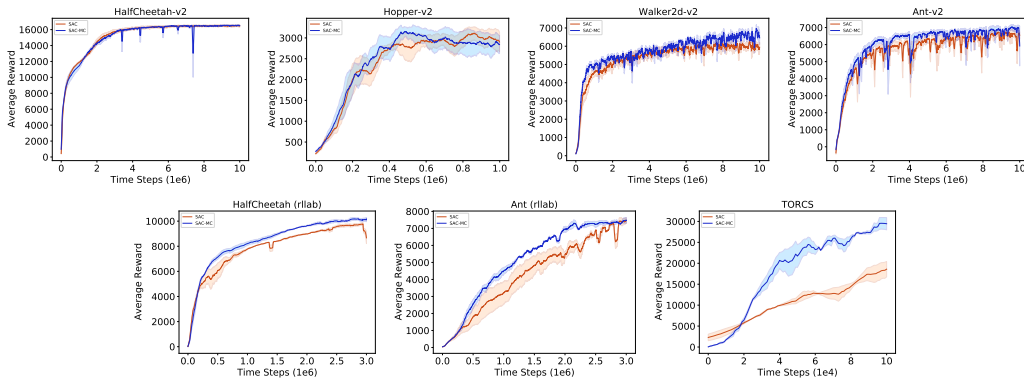 HalfCheetah-v2
SAC
SAC-MC
Average Reward
16000
14000
12000
10000
8000
6000
4000
2000
0
0 2 4 6 8 10
Time Steps (1e6)
Hopper-v2
SAC
SAC-MC
Average Reward
3000
2500
2000
1500
1000
500
0.0 0.2 0.4 0.6 0.8 1.0
Time Steps (1e6)
Walker2d-v2
SAC
SAC-MC
Average Reward
7000
6000
5000
4000
3000
2000
1000
0
0 2 4 6 8 10
Time Steps (1e6)
Ant-v2
SAC
SAC-MC
Average Reward
7000
6000
5000
4000
3000
2000
1000
0
0 2 4 6 8 10
Time Steps (1e6)
HalfCheetah (rllab)
SAC
SAC-MC
Average Reward
10000
8000
6000
4000
2000
0
0.0 0.5 1.0 1.5 2.0 2.5 3.0
Time Steps (1e6)
Ant (rllab)
SAC
SAC-MC
Average Reward
8000
7000
6000
5000
4000
3000
2000
1000
0
0.0 0.5 1.0 1.5 2.0 2.5 3.0
Time Steps (1e6)
TORCS
SAC
SAC-MC
Average Reward
30000
25000
20000
15000
10000
5000
0
0 2 4 6 8 10
Time Steps (1e4)